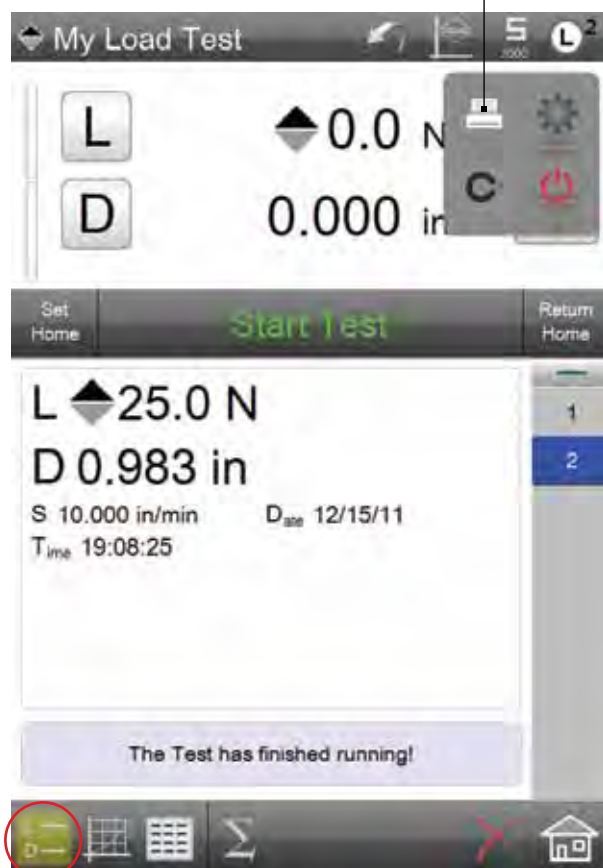 My Load Test
S
2000
L2
L
0.0 N
C
D
0.000 in
Set
Home
Start Test
Return
Home
L 25.0 N
D 0.983 in
S 10.000 in/min Date 12/15/11
Time 19:08:25
1
2
The Test has finished running!
D
Σ